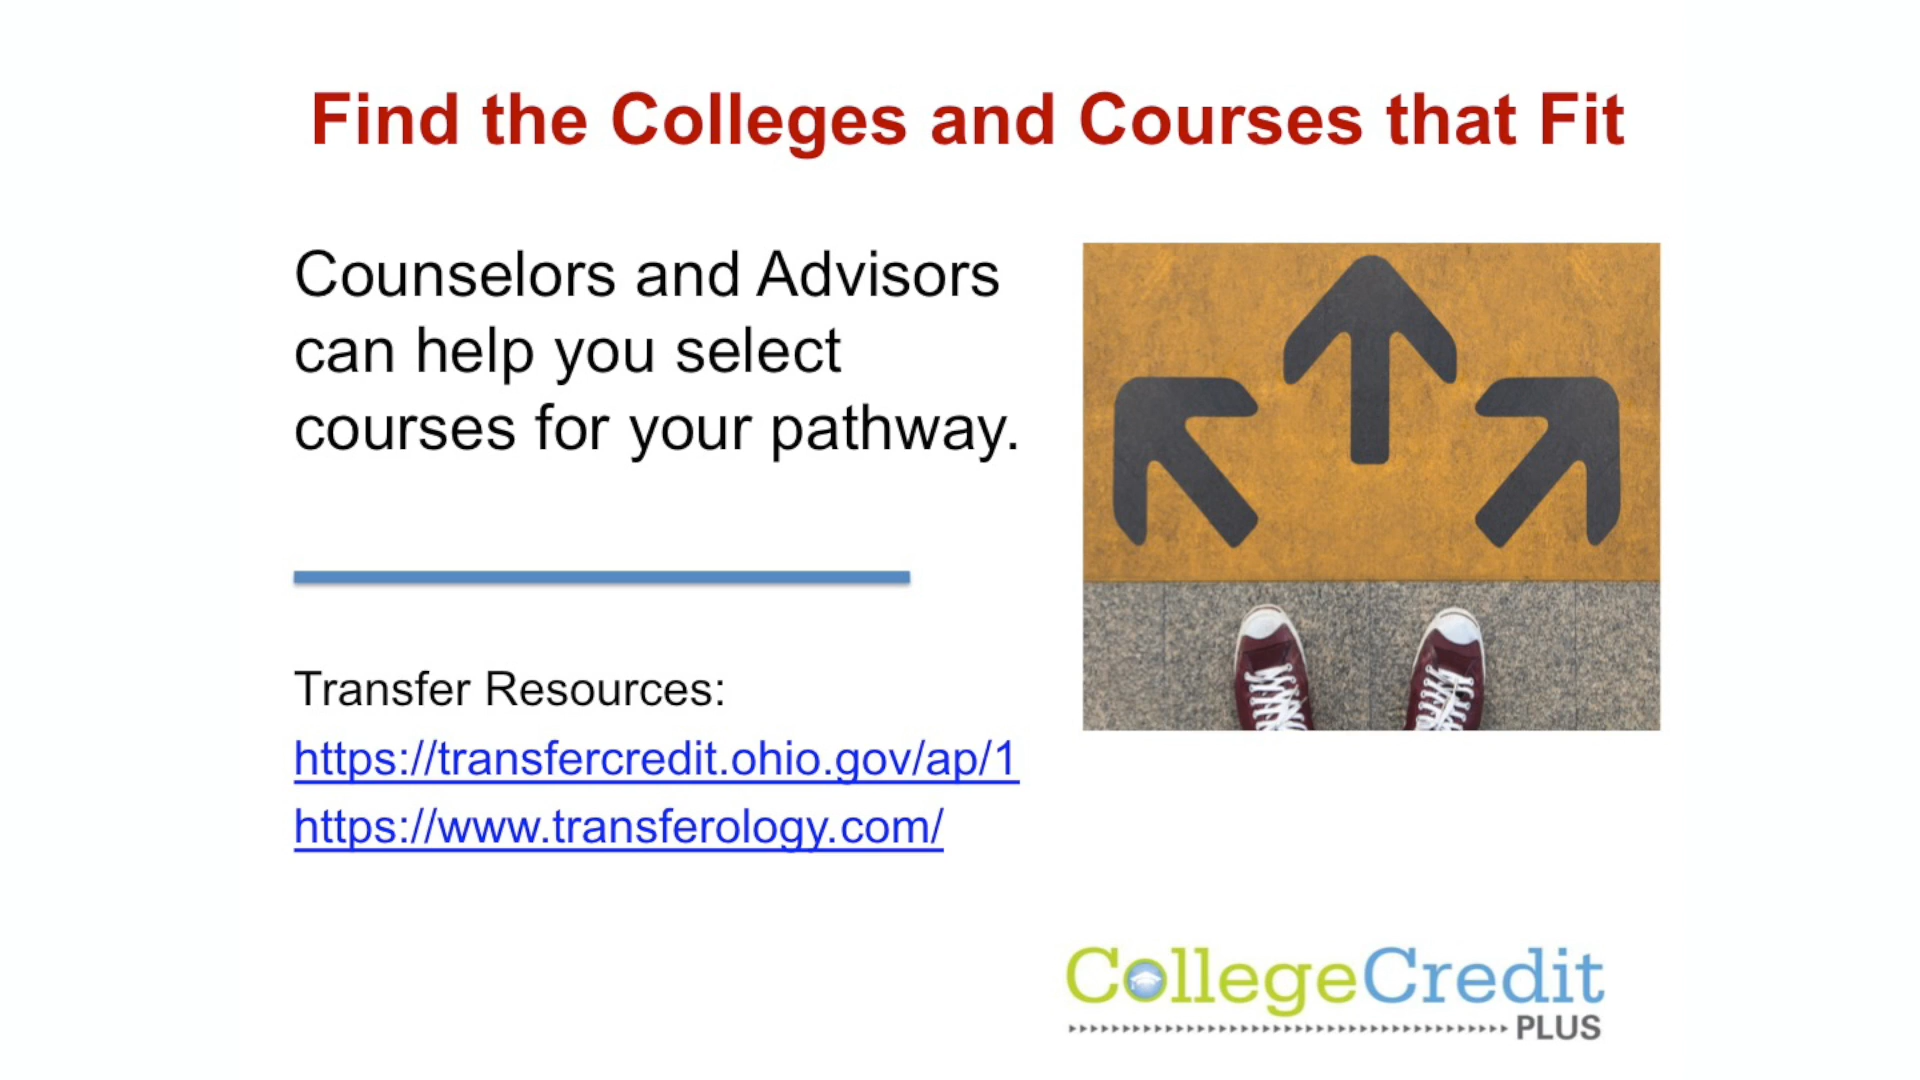 Find the Colleges and Courses that Fit
Counselors and Advisors
can help you select
courses for your pathway.
Transfer Resources:
https://transfercredit.ohio.gov/ap/1
https://www.transferology.com/
CollegeCredit
PLUS